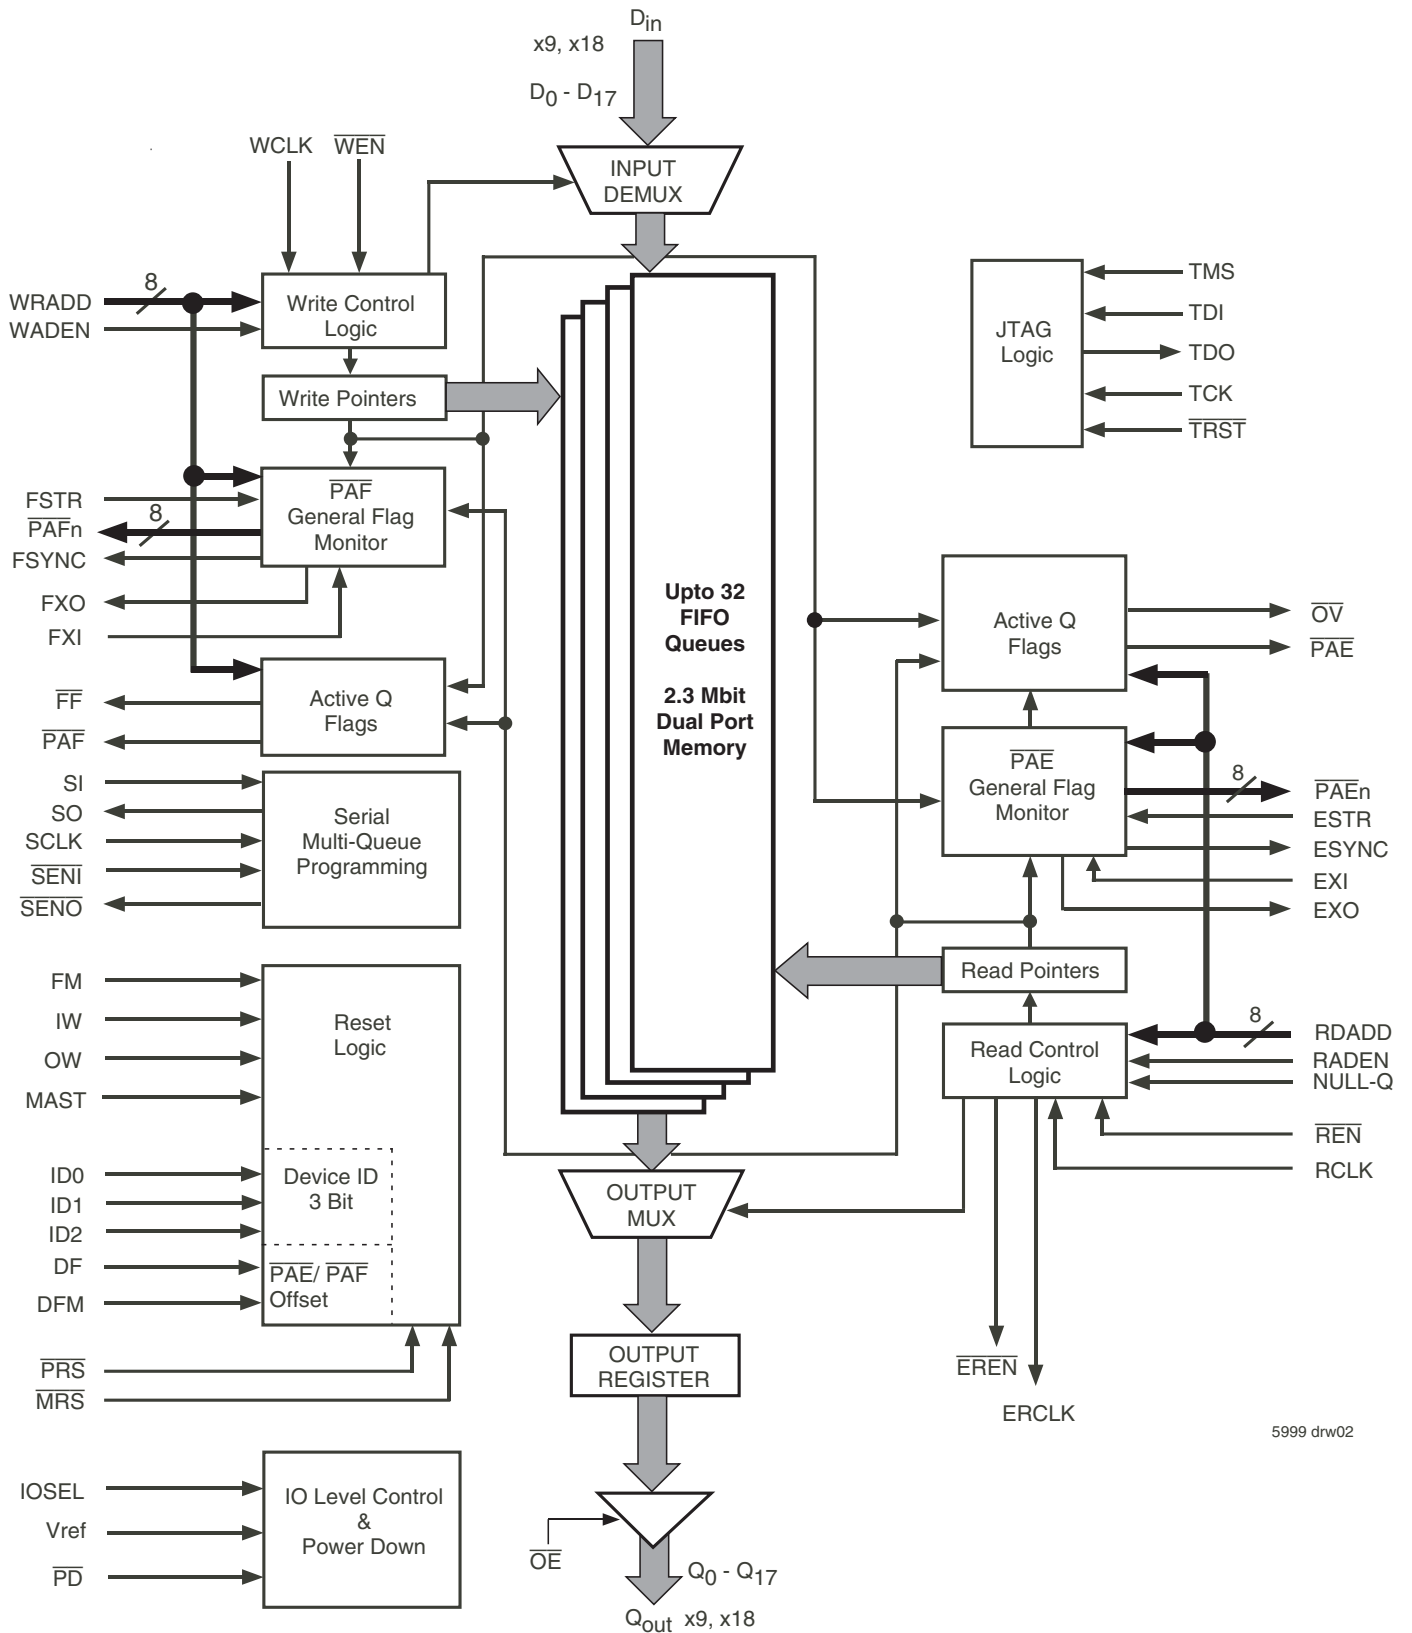 Din
x9, x18
D0 - D17
INPUT
DEMUX
WCLK
WEN
8
WRADD
WADEN
Write Control
Logic
Write Pointers
PAF
General Flag
Monitor
FSTR
8
PAFn
FSYNC
FXO
FXI
Active Q
Flags
FF
PAF
SI
SO
SCLK
SENI
SENO
Serial
Multi-Queue
Programming
FM
IW
OW
MAST
Reset
Logic
ID0
ID1
ID2
Device ID
3 Bit
DF
DFM
PAE/ PAF
Offset
PRS
MRS
IOSEL
Vref
PD
IO Level Control
&
Power Down
Upto 32
FIFO
Queues
2.3 Mbit
Dual Port
Memory
OUTPUT
MUX
OUTPUT
REGISTER
OE
Q0 - Q17
Qout x9, x18
JTAG
Logic
TMS
TDI
TDO
TCK
TRST
Active Q
Flags
OV
PAE
PAE
General Flag
Monitor
8
PAEn
ESTR
ESYNC
EXI
EXO
Read Pointers
Read Control
Logic
8
RDADD
RADEN
NULL-Q
REN
RCLK
EREN
ERCLK
5999 drw02